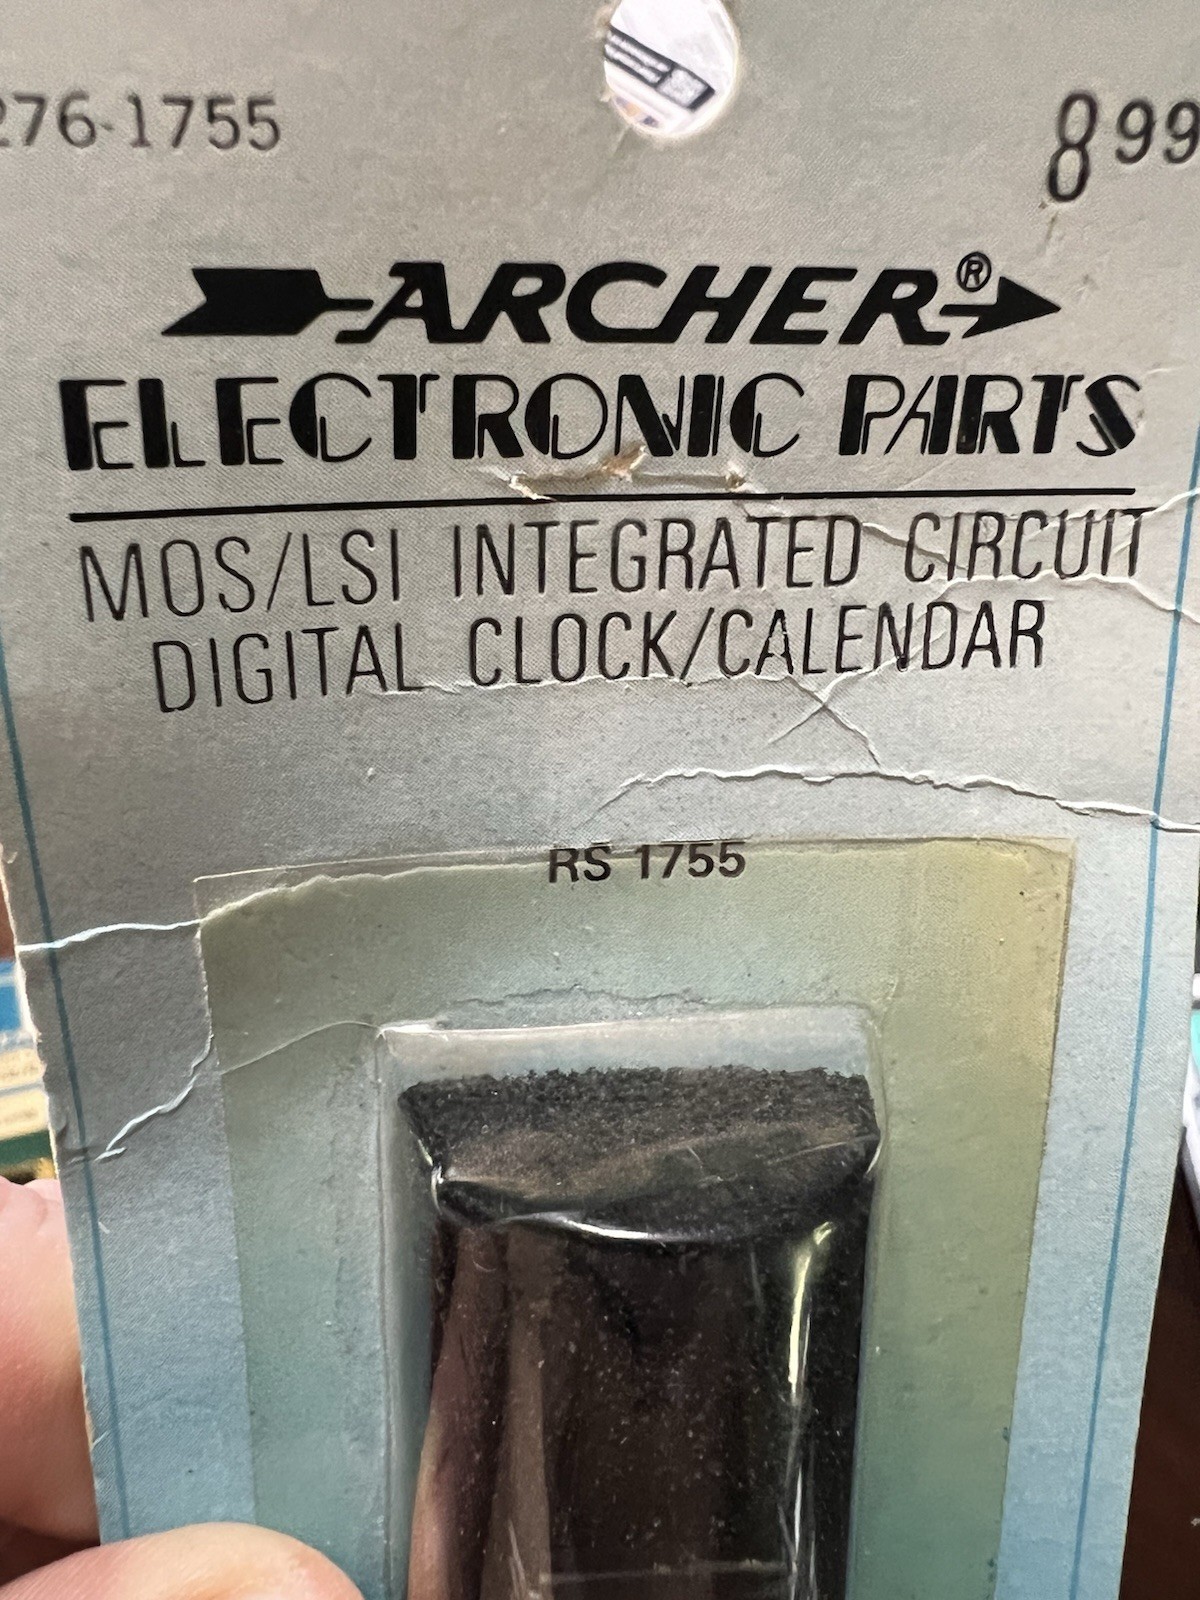 276-1755
8 99
ARCHER®
ELECTRONIC PARTS
MOS/LSI INTEGRATED CIRCUIT
DIGITAL CLOCK/CALENDAR
RS 1755